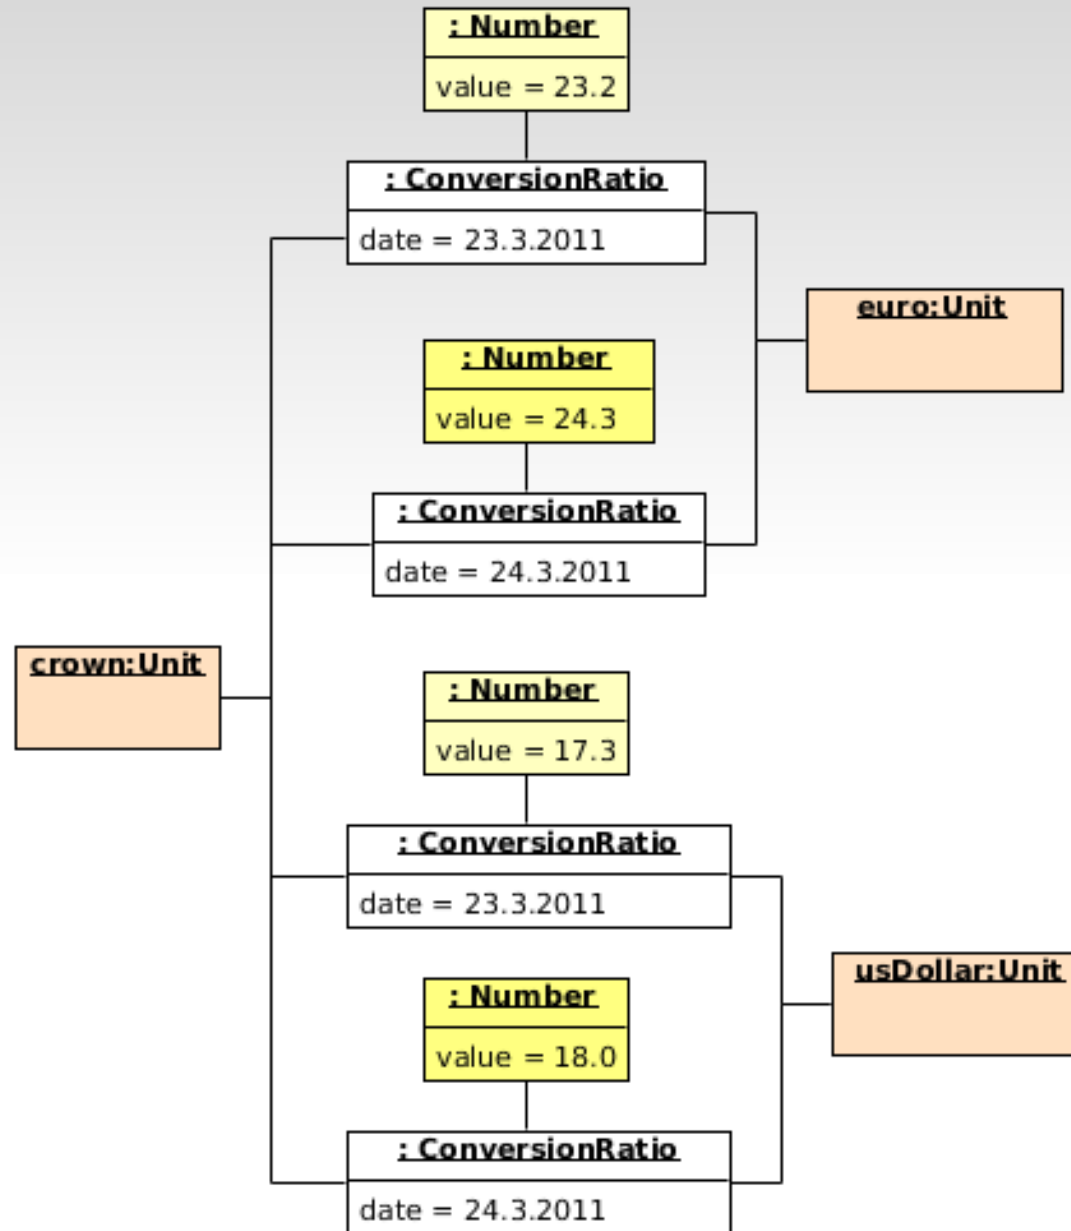 : Number
value = 23.2
: ConversionRatio
date = 23.3.2011
euro:Unit
: Number
value = 24.3
: ConversionRatio
date = 24.3.2011
crown:Unit
: Number
value = 17.3
: ConversionRatio
date = 23.3.2011
usDollar:Unit
: Number
value = 18.0
: ConversionRatio
date = 24.3.2011